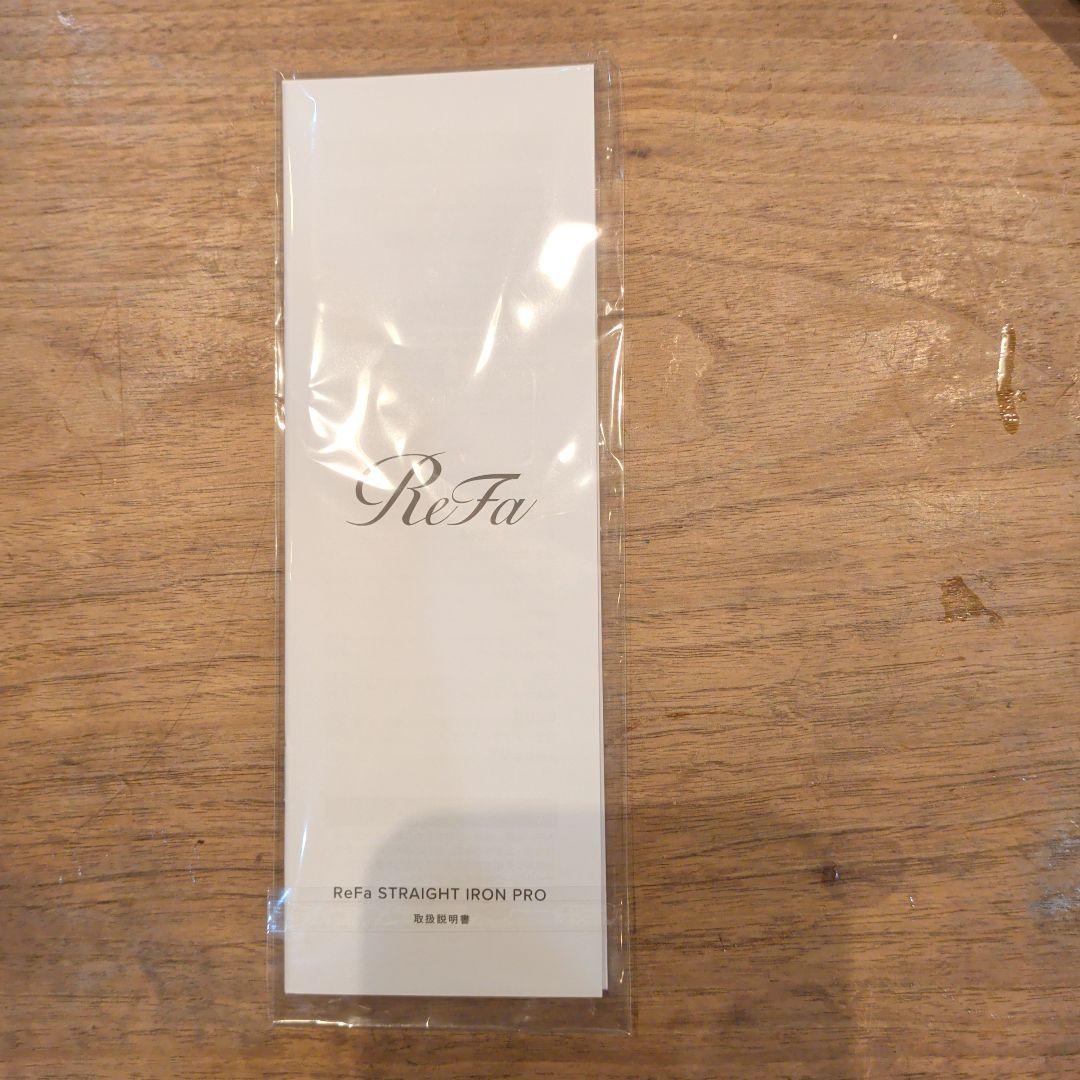 ReFa
ReFa STRAIGHT IRON PRO
取扱説明書